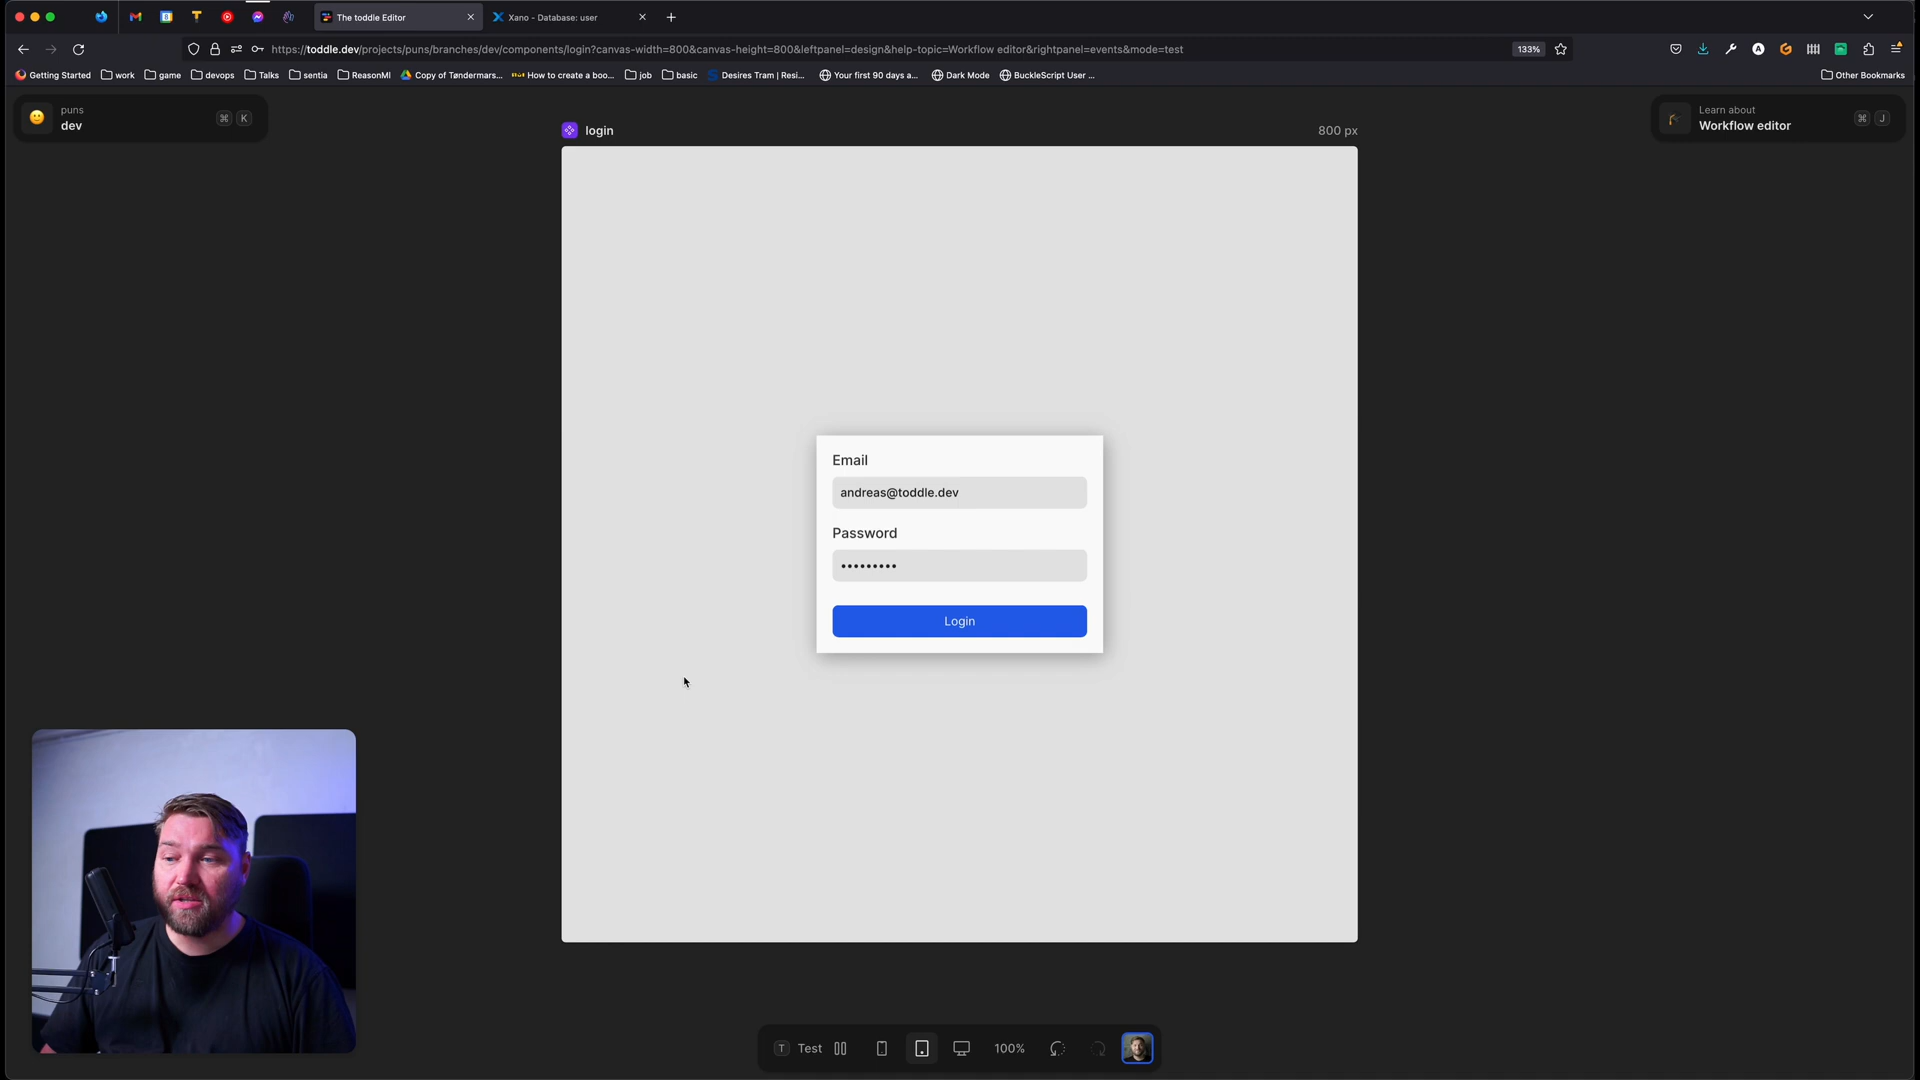 The toddle Editor
Xano - Database: user
https://toddle.dev/projects/puns/branches/dev/components/login?canvas-width=800&canvas-height=800&leftpanel=design&help-topic=Workflow editor&rightpanel=events&mode=test
133%
Getting Started
work
game
devops
Talks
sentia
ReasonMl
Copy of Tøndermars...
How to create a boo...
job
basic
Desires Tram | Resi...
Your first 90 days a...
Dark Mode
BuckleScript User ...
Other Bookmarks
puns
dev
⌘ K
login
800 px
Learn about
Workflow editor
⌘ J
Email
andreas@toddle.dev
Password
•••••••••
Login
T Test
100%